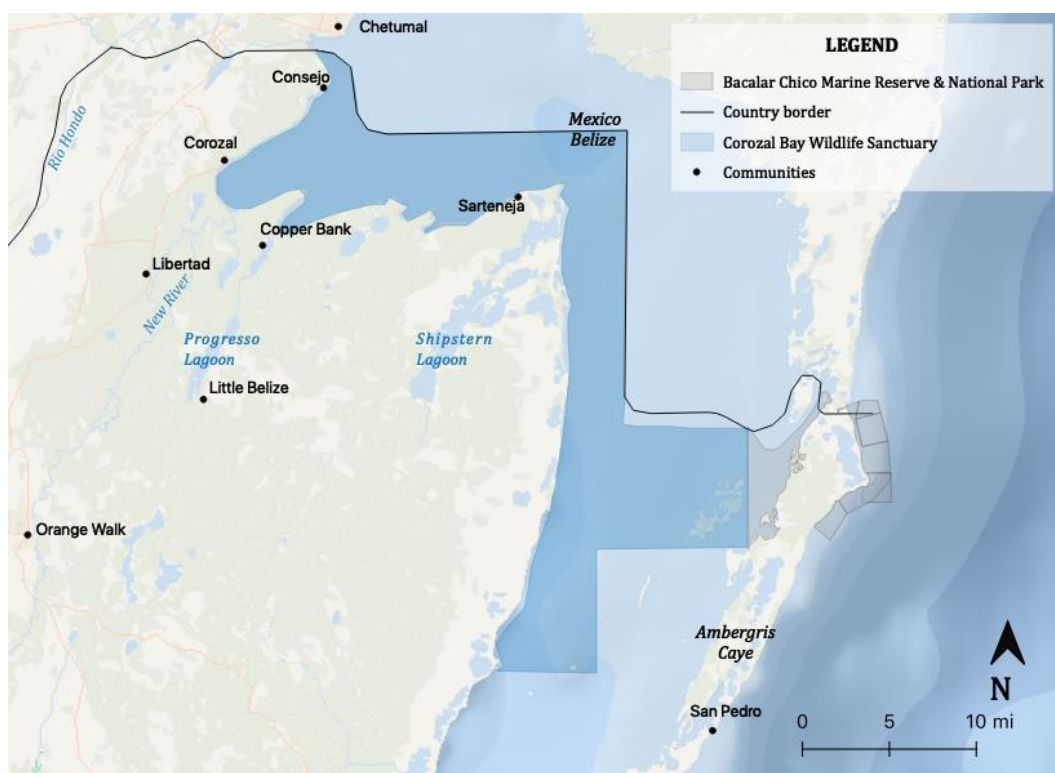 Chetumal
LEGEND
Bacalar Chico Marine Reserve & National Park
Country border
Corozal Bay Wildlife Sanctuary
Communities
Consejo
Rio Hondo
Mexico
Belize
Corozal
Sarteneja
Copper Bank
Libertad
New River
Progresso
Lagoon
Shipstern
Lagoon
Little Belize
Orange Walk
Ambergris
Caye
San Pedro
N
0 5 10 mi